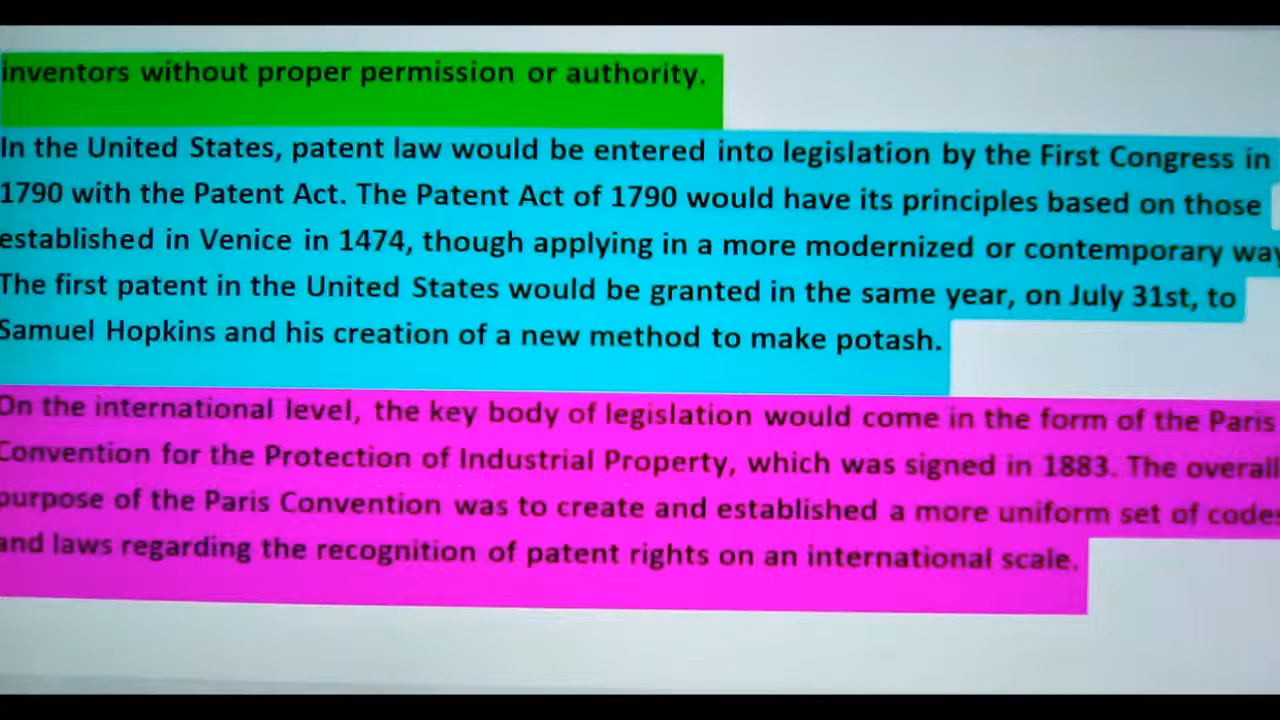 inventors without proper permission or authority.
In the United States, patent law would be entered into legislation by the First Congress in
1790 with the Patent Act. The Patent Act of 1790 would have its principles based on those
established in Venice in 1474, though applying in a more modernized or contemporary way
The first patent in the United States would be granted in the same year, on July 31st, to
Samuel Hopkins and his creation of a new method to make potash.
On the international level, the key body of legislation would come in the form of the Paris
Convention for the Protection of Industrial Property, which was signed in 1883. The overall
purpose of the Paris Convention was to create and established a more uniform set of codes
and laws regarding the recognition of patent rights on an international scale.